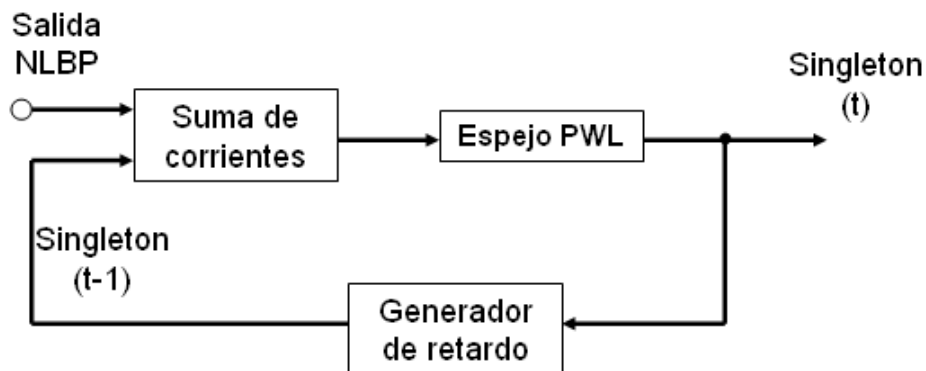 Salida
NLBP
Singleton
(t)
Suma de
corrientes
Espejo PWL
Singleton
(t-1)
Generador
de retardo